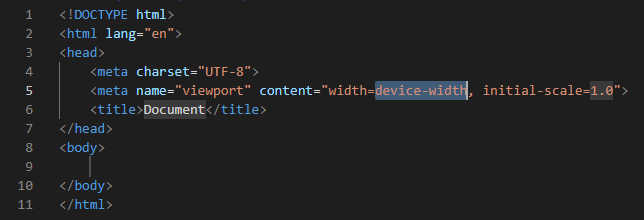 1 <!DOCTYPE html>
2 <html lang="en">
3 <head>
4     <meta charset="UTF-8">
5     <meta name="viewport" content="width=device-width, initial-scale=1.0">
6     <title>Document</title>
7 </head>
8 <body>
9
10 </body>
11 </html>